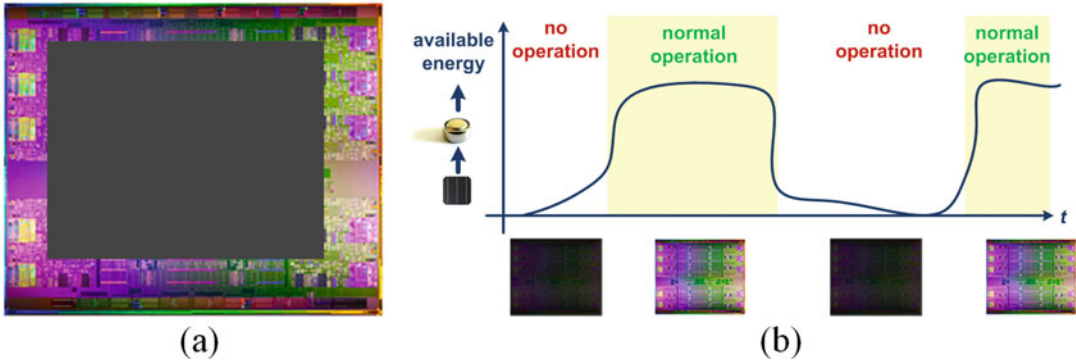 available
energy
no
operation
normal
operation
no
operation
normal
operation
t
(a)
(b)